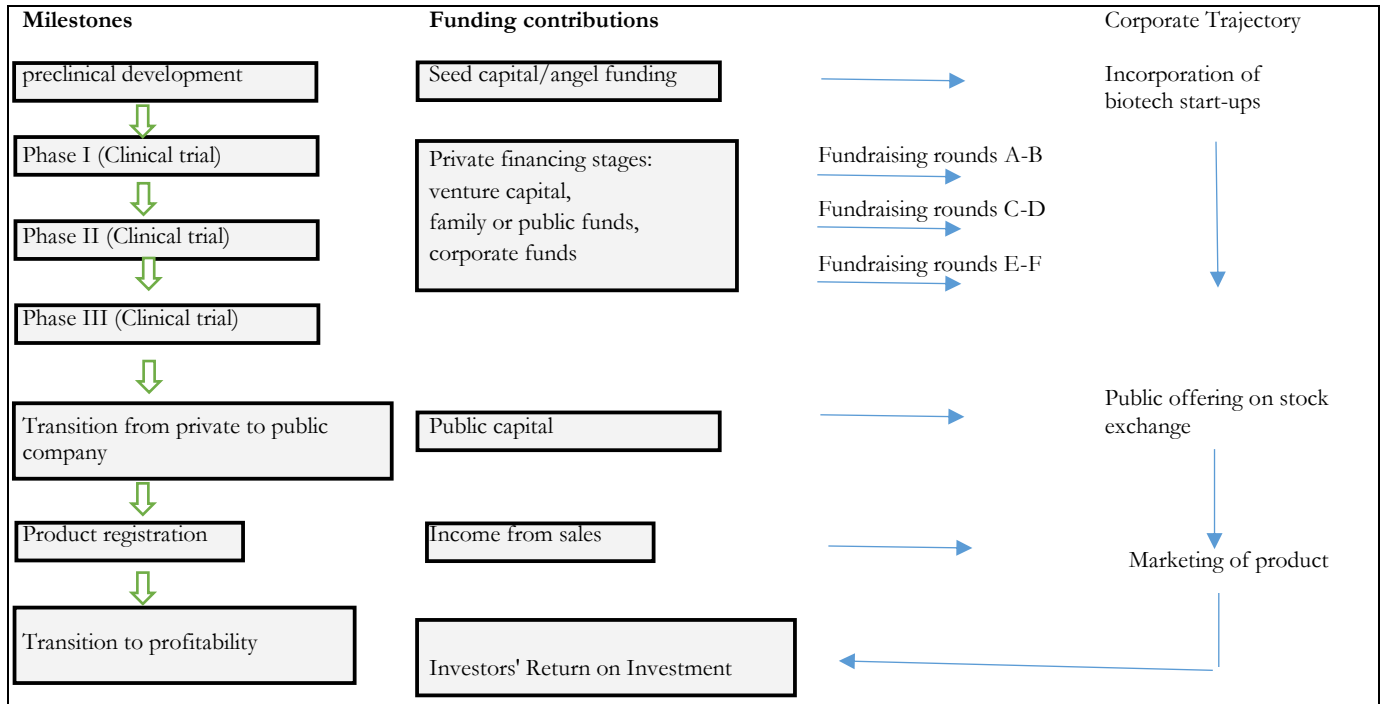 Milestones
Funding contributions
Corporate Trajectory
preclinical development
Seed capital/angel funding
Incorporation of
biotech start-ups
Phase I (Clinical trial)
Private financing stages:
venture capital,
family or public funds,
corporate funds
Fundraising rounds A-B
Phase II (Clinical trial)
Fundraising rounds C-D
Fundraising rounds E-F
Phase III (Clinical trial)
Transition from private to public
company
Public capital
Public offering on stock
exchange
Product registration
Income from sales
Marketing of product
Transition to profitability
Investors' Return on Investment